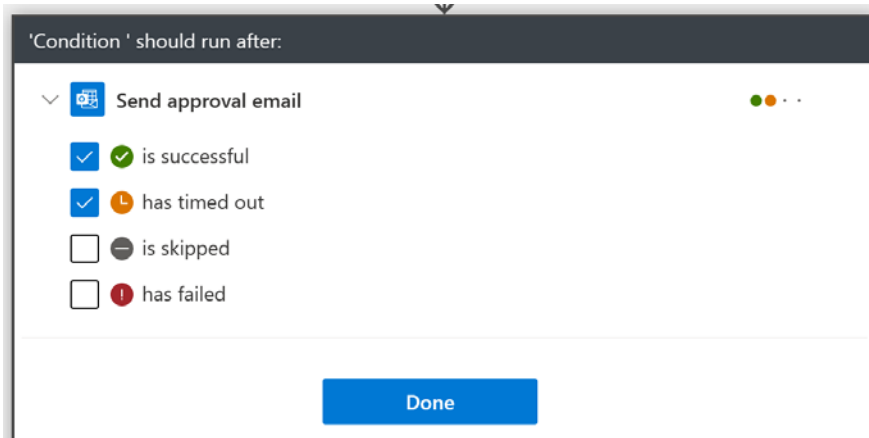 'Condition ' should run after:
Send approval email
is successful
has timed out
is skipped
has failed
Done